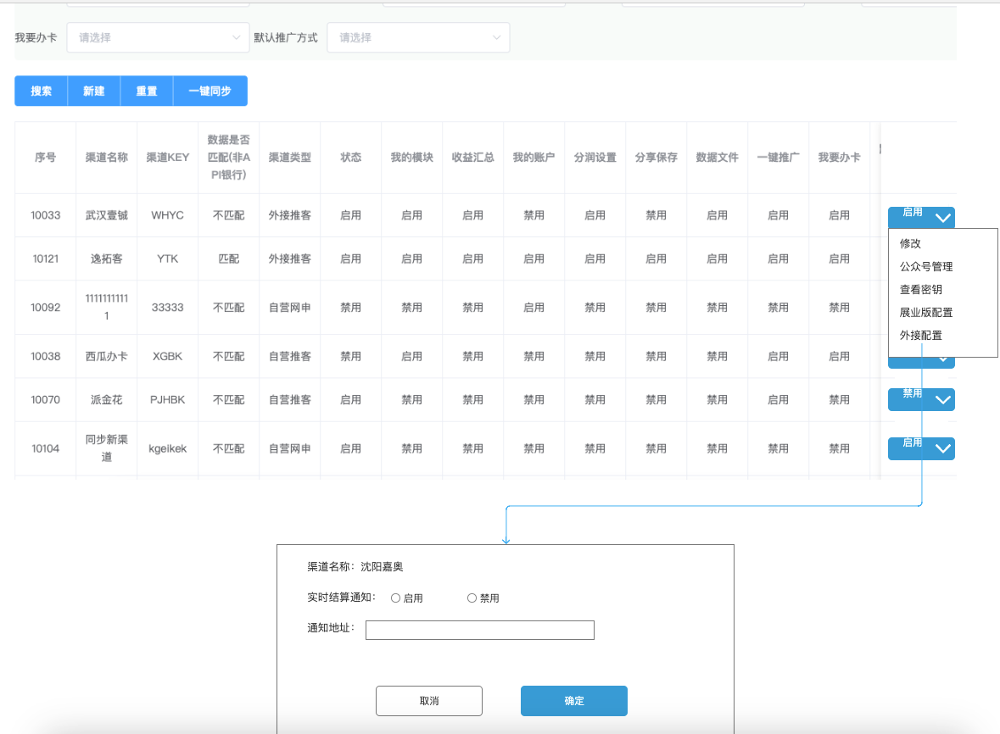 我要办卡 请选择 默认推广方式 请选择
搜索 新建 重置 一键同步
序号 渠道名称 渠道KEY 数据是否匹配(非API银行) 渠道类型 状态 我的模块 收益汇总 我的账户 分润设置 分享保存 数据文件 一键推广 我要办卡
10033 武汉壹铖 WHYC 不匹配 外接推客 启用 启用 启用 禁用 启用 禁用 启用 启用 启用 启用
10121 逸拓客 YTK 匹配 外接推客 启用 启用 启用 启用 启用 启用 启用 启用 启用
10092 11111111111 33333 不匹配 自营网申 禁用 禁用 禁用 启用 禁用 禁用 禁用 禁用 禁用
10038 西瓜办卡 XGBK 不匹配 自营推客 禁用 启用 禁用 禁用 禁用 禁用 禁用 启用 启用
10070 派金花 PJHBK 不匹配 自营推客 启用 禁用 禁用 禁用 禁用 禁用 禁用 启用 禁用 禁用
10104 同步新渠道 kgeikek 不匹配 自营网申 启用 禁用 禁用 禁用 禁用 禁用 禁用 禁用 禁用 启用
修改
公众号管理
查看密钥
展业版配置
外接配置
渠道名称：沈阳嘉奥
实时结算通知： 启用 禁用
通知地址：
取消 确定